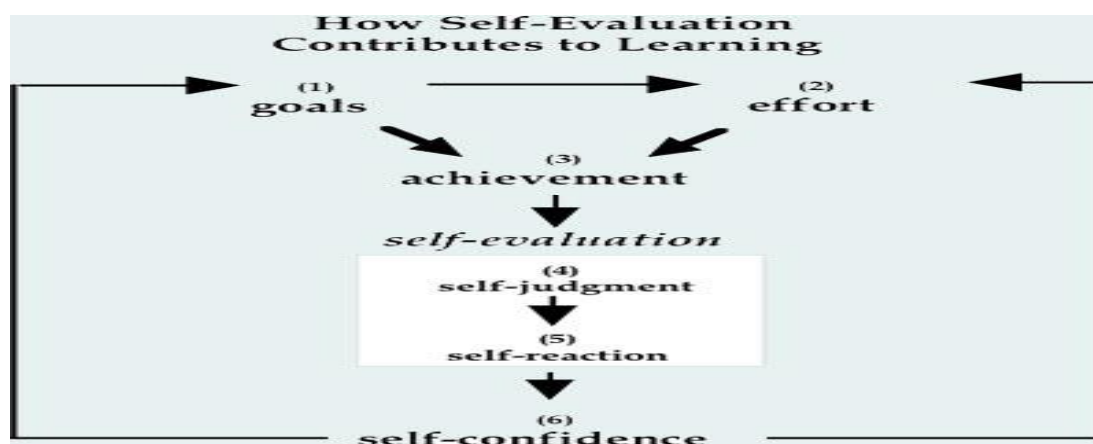 How Self-Evaluation
Contributes to Learning
(1)
goals
(2)
effort
(3)
achievement
self-evaluation
(4)
self-judgment
(5)
self-reaction
(6)
self-confidence